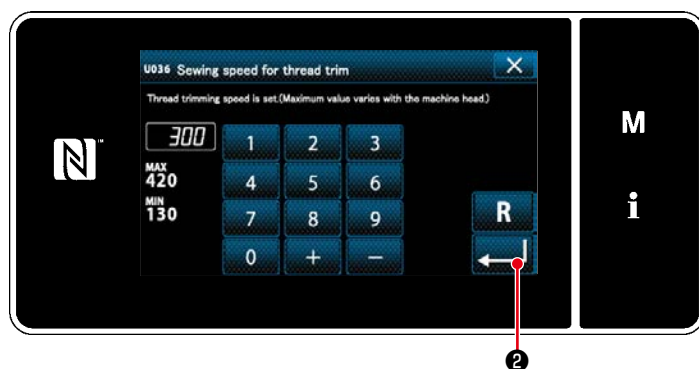 U036 Sewing speed for thread trim
Thread trimming speed is set.(Maximum value varies with the machine head.)
300
1 2 3
MAX
420
4 5 6
MIN
130
7 8 9
R
0 + −
N™
M
i
❷